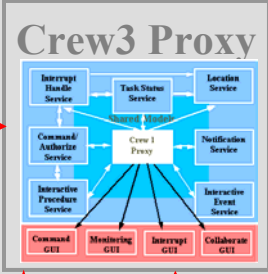 Crew3 Proxy
Interrupt
Handle
Service
Task Status
Service
Location
Service
Shared Module
Command/
Authorize
Service
Crew 1
Proxy
Notification
Service
Interactive
Procedure
Service
Interactive
Event
Service
Command
GUI
Monitoring
GUI
Interrupt
GUI
Collaborate
GUI